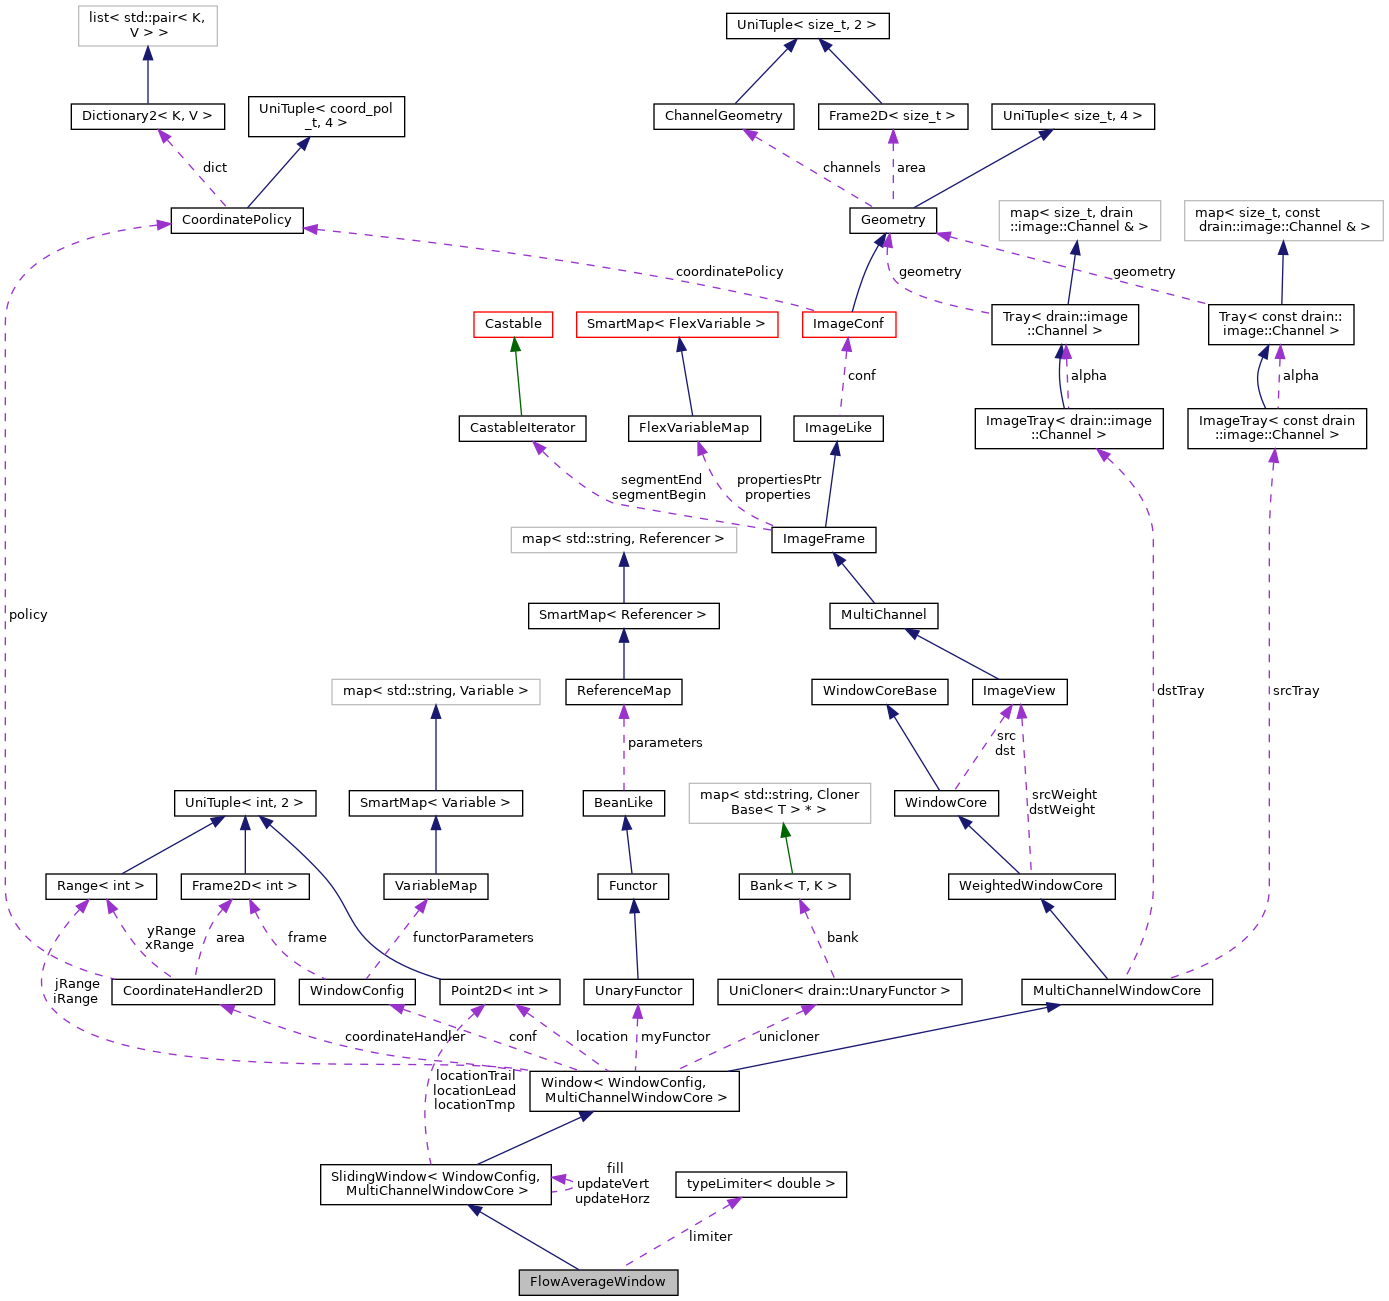 list< std::pair< K,
V > >
UniTuple< size_t, 2 >
Dictionary2< K, V >
UniTuple< coord_pol
_t, 4 >
ChannelGeometry
Frame2D< size_t >
UniTuple< size_t, 4 >
dict
channels
area
CoordinatePolicy
Geometry
map< size_t, drain
::image::Channel & >
map< size_t, const
drain::image::Channel & >
coordinatePolicy
geometry
geometry
Castable
SmartMap< FlexVariable >
ImageConf
Tray< drain::image
::Channel >
Tray< const drain::
image::Channel >
conf
alpha
alpha
CastableIterator
FlexVariableMap
ImageLike
ImageTray< drain::image
::Channel >
ImageTray< const drain
::image::Channel >
segmentEnd
segmentBegin
propertiesPtr
properties
map< std::string, Referencer >
ImageFrame
policy
SmartMap< Referencer >
MultiChannel
map< std::string, Variable >
ReferenceMap
WindowCoreBase
ImageView
dstTray
srcTray
parameters
src
dst
UniTuple< int, 2 >
SmartMap< Variable >
BeanLike
map< std::string, Cloner
Base< T > * >
WindowCore
srcWeight
dstWeight
Range< int >
Frame2D< int >
VariableMap
Functor
Bank< T, K >
WeightedWindowCore
yRange
xRange
area
frame
functorParameters
bank
jRange
iRange
CoordinateHandler2D
WindowConfig
Point2D< int >
UnaryFunctor
UniCloner< drain::UnaryFunctor >
MultiChannelWindowCore
coordinateHandler
conf
location
myFunctor
unicloner
locationTrail
locationLead
locationTmp
Window< WindowConfig,
MultiChannelWindowCore >
SlidingWindow< WindowConfig,
MultiChannelWindowCore >
fill
updateVert
updateHorz
typeLimiter< double >
limiter
FlowAverageWindow